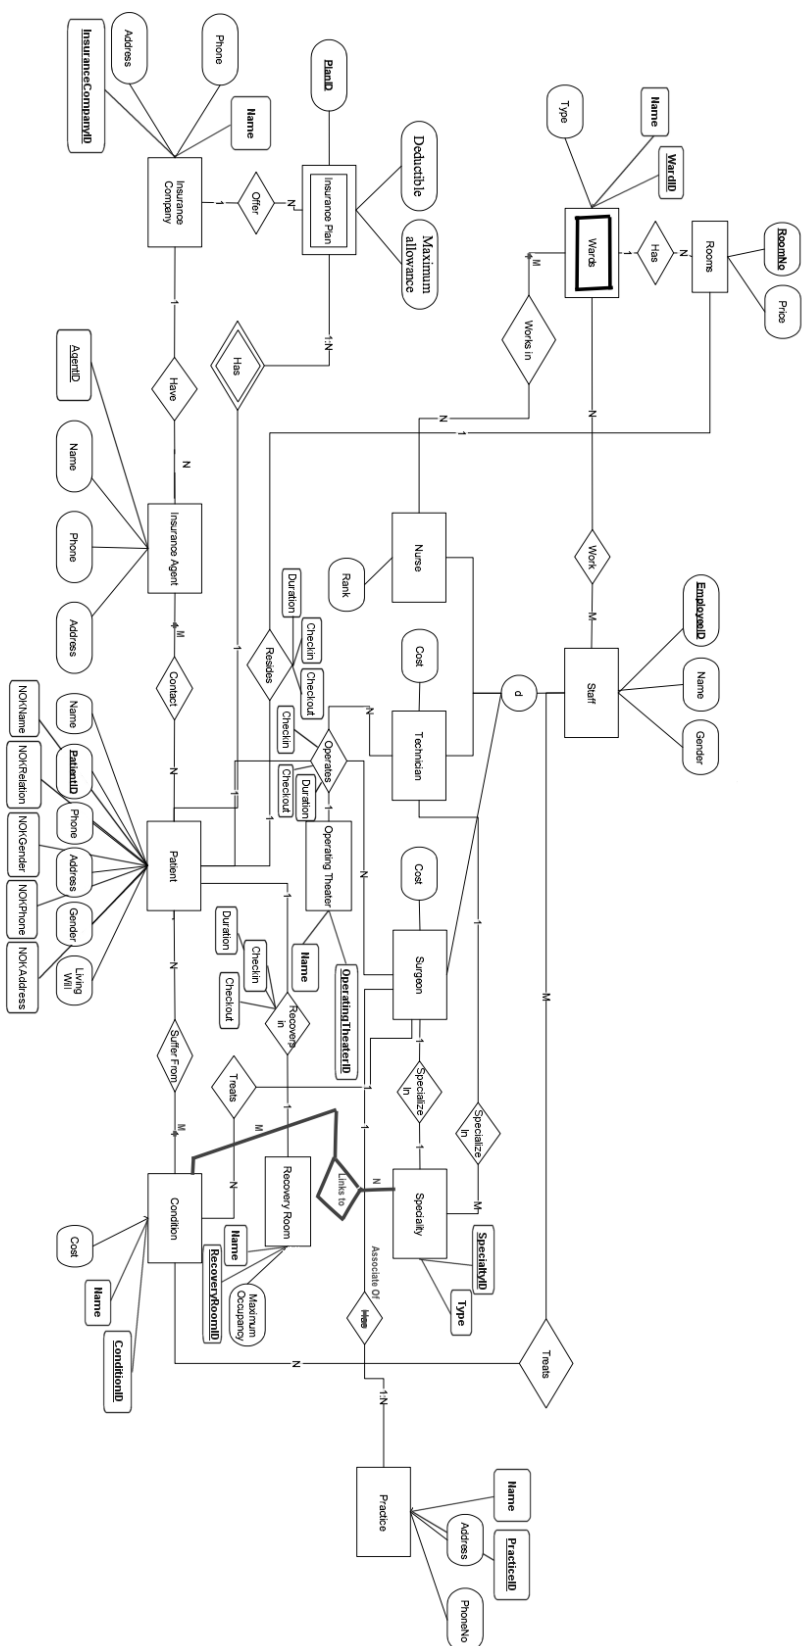 RoomNo
Price
Rooms
N
Has
1
Name
WardID
Type
Wards
M
Works in
N
N
Work
M
EmployeeID
Name
Gender
Staff
d
M
Treats
N
1
Nurse
Rank
Cost
Technician
N
1
Specialize
In
M
Cost
Surgeon
N
1
Specialize
In
1
Speciality
SpecialtyID
Type
N
Links to
M
1
Associate Of
Has
1:N
Practice
Name
Address
PracticeID
PhoneNo
1
Treats
N
Deductible
Maximum
allowance
PlanID
Insurance Plan
N
Offer
1
1:N
Has
1
Duration
Checkin
Checkout
Resides
1
Checkin
Operates
Checkout
Duration
1
1
Operating Theater
Name
OperatingTheaterID
1
Duration
Checkin
Checkout
Recovers
in
1
Recovery Room
Name
RecoveryRoomID
Maximum
Occupancy
Phone
Name
Address
InsuranceCompanyID
Insurance
Company
1
Have
N
Insurance Agent
AgentID
Name
Phone
Address
M
Contact
N
Patient
Name
PatientID
Phone
Address
Gender
Living
Will
NOKName
NOKRelation
NOKGender
NOKPhone
NOKAddress
N
Suffer From
M
Condition
Cost
Name
ConditionID